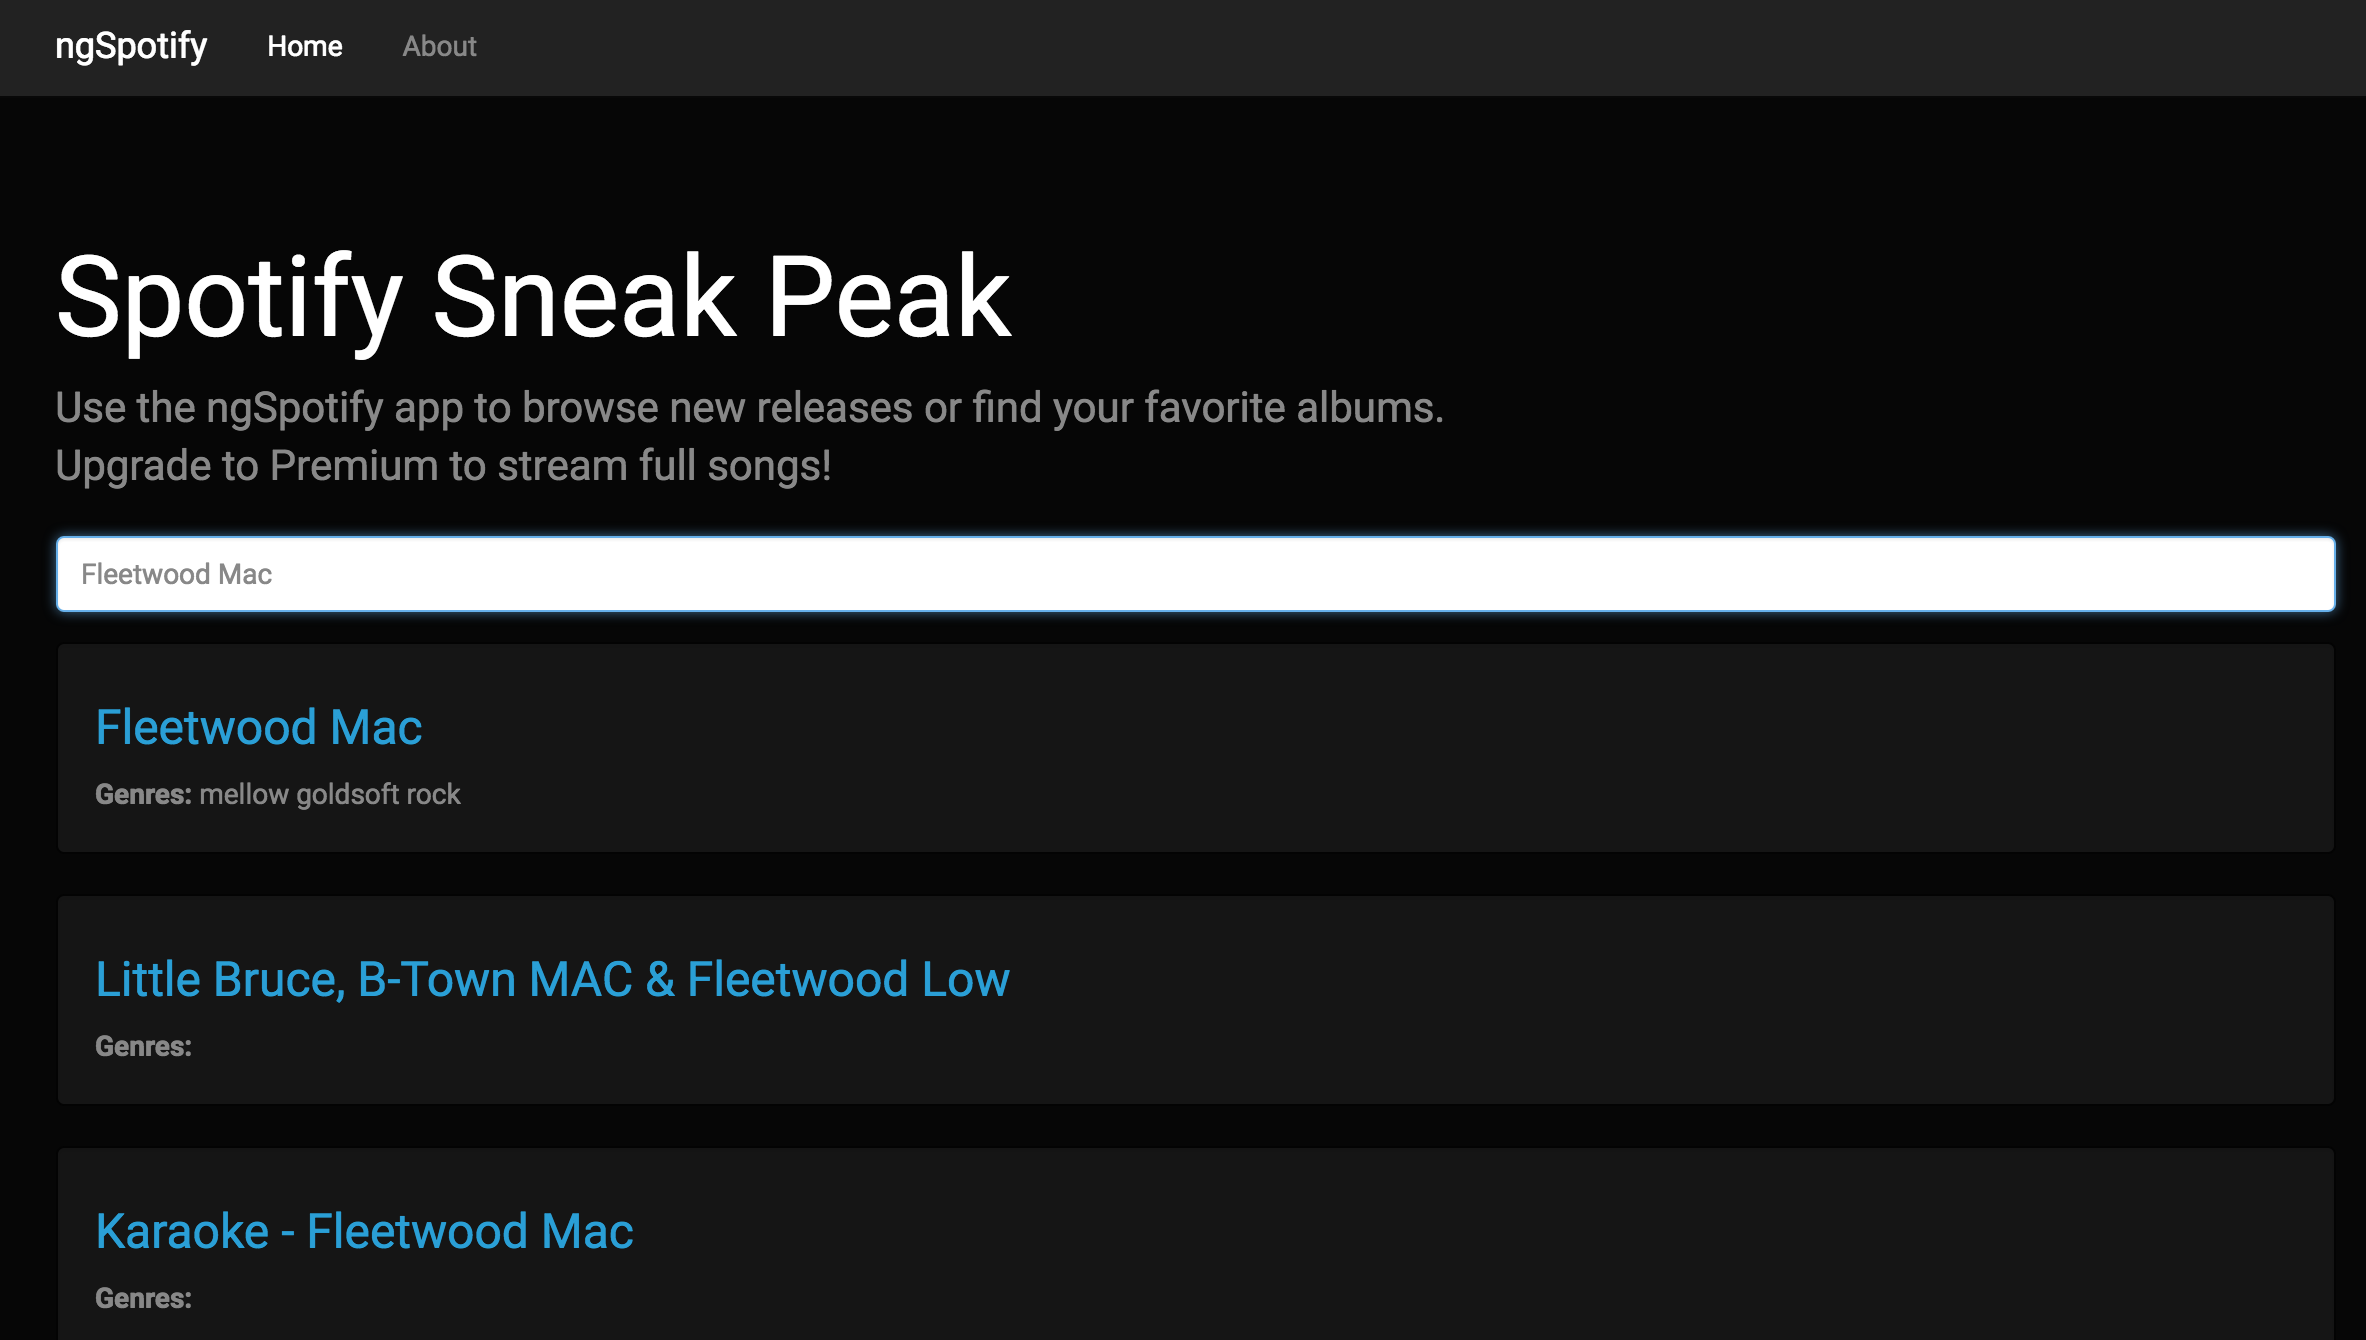 ngSpotify Home About
Spotify Sneak Peak
Use the ngSpotify app to browse new releases or find your favorite albums.
Upgrade to Premium to stream full songs!
Fleetwood Mac
Fleetwood Mac
Genres: mellow goldsoft rock
Little Bruce, B-Town MAC & Fleetwood Low
Genres:
Karaoke - Fleetwood Mac
Genres: